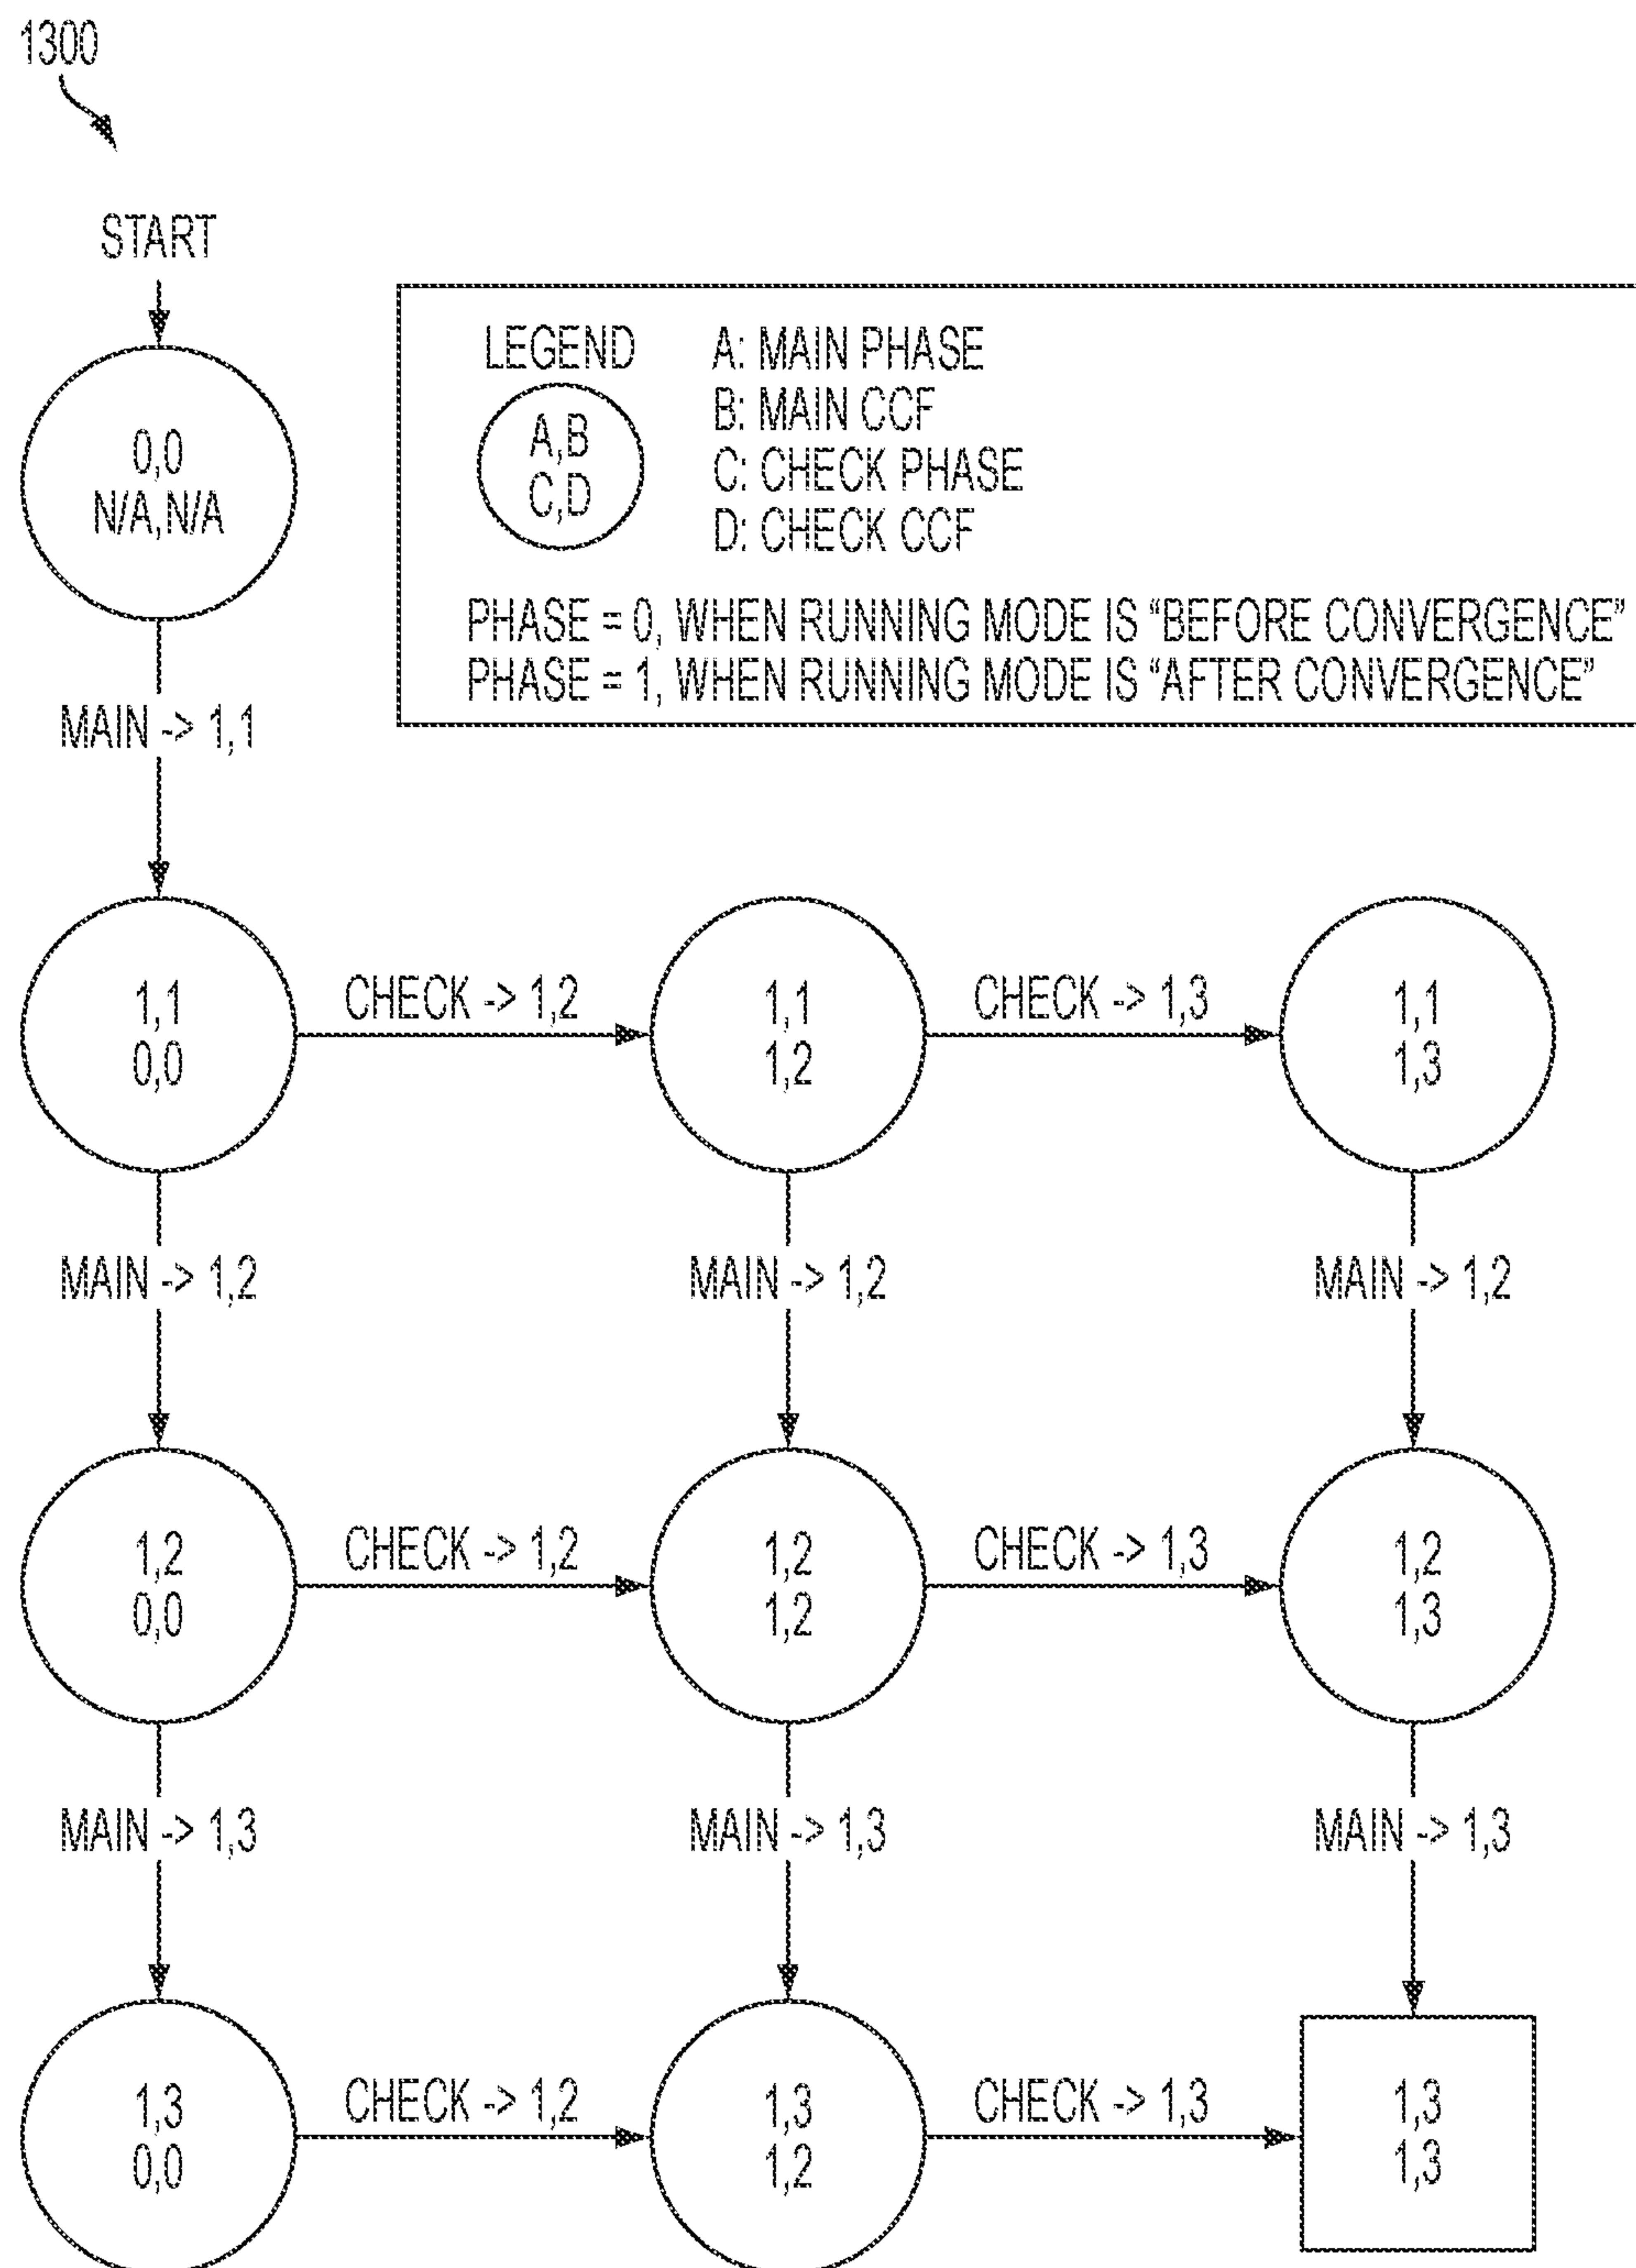 1300
START
0,0
N/A,N/A
LEGEND
A,B
C,D
A: MAIN PHASE
B: MAIN CCF
C: CHECK PHASE
D: CHECK CCF
PHASE = 0, WHEN RUNNING MODE IS "BEFORE CONVERGENCE"
PHASE = 1, WHEN RUNNING MODE IS "AFTER CONVERGENCE"
MAIN -> 1,1
1,1
0,0
CHECK -> 1,2
1,1
1,2
CHECK -> 1,3
1,1
1,3
MAIN -> 1,2
MAIN -> 1,2
MAIN -> 1,2
1,2
0,0
CHECK -> 1,2
1,2
1,2
CHECK -> 1,3
1,2
1,3
MAIN -> 1,3
MAIN -> 1,3
MAIN -> 1,3
1,3
0,0
CHECK -> 1,2
1,3
1,2
CHECK -> 1,3
1,3
1,3